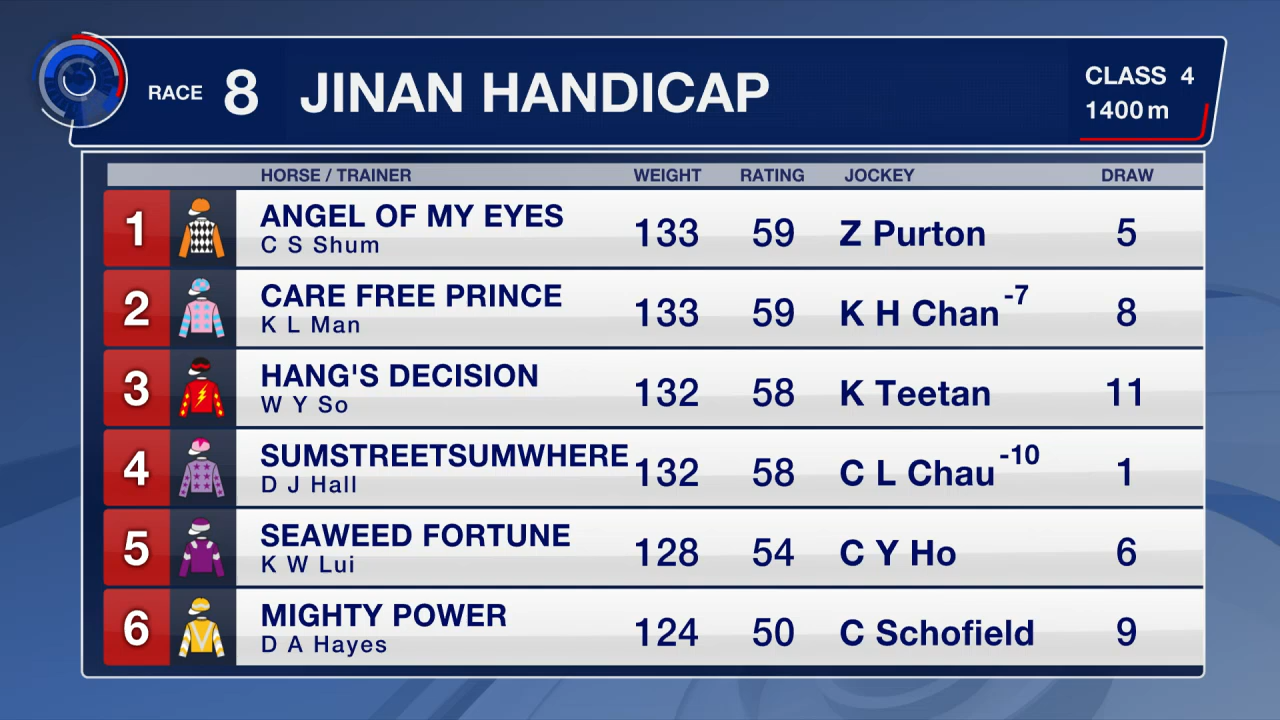 RACE 8 JINAN HANDICAP CLASS 4
1400 m
HORSE / TRAINER WEIGHT RATING JOCKEY DRAW
1 ANGEL OF MY EYES 133 59 Z Purton 5
C S Shum
2 CARE FREE PRINCE 133 59 K H Chan -7 8
K L Man
3 HANG'S DECISION 132 58 K Teetan 11
W Y So
4 SUMSTREETSUMWHERE 132 58 C L Chau -10 1
D J Hall
5 SEAWEED FORTUNE 128 54 C Y Ho 6
K W Lui
6 MIGHTY POWER 124 50 C Schofield 9
D A Hayes